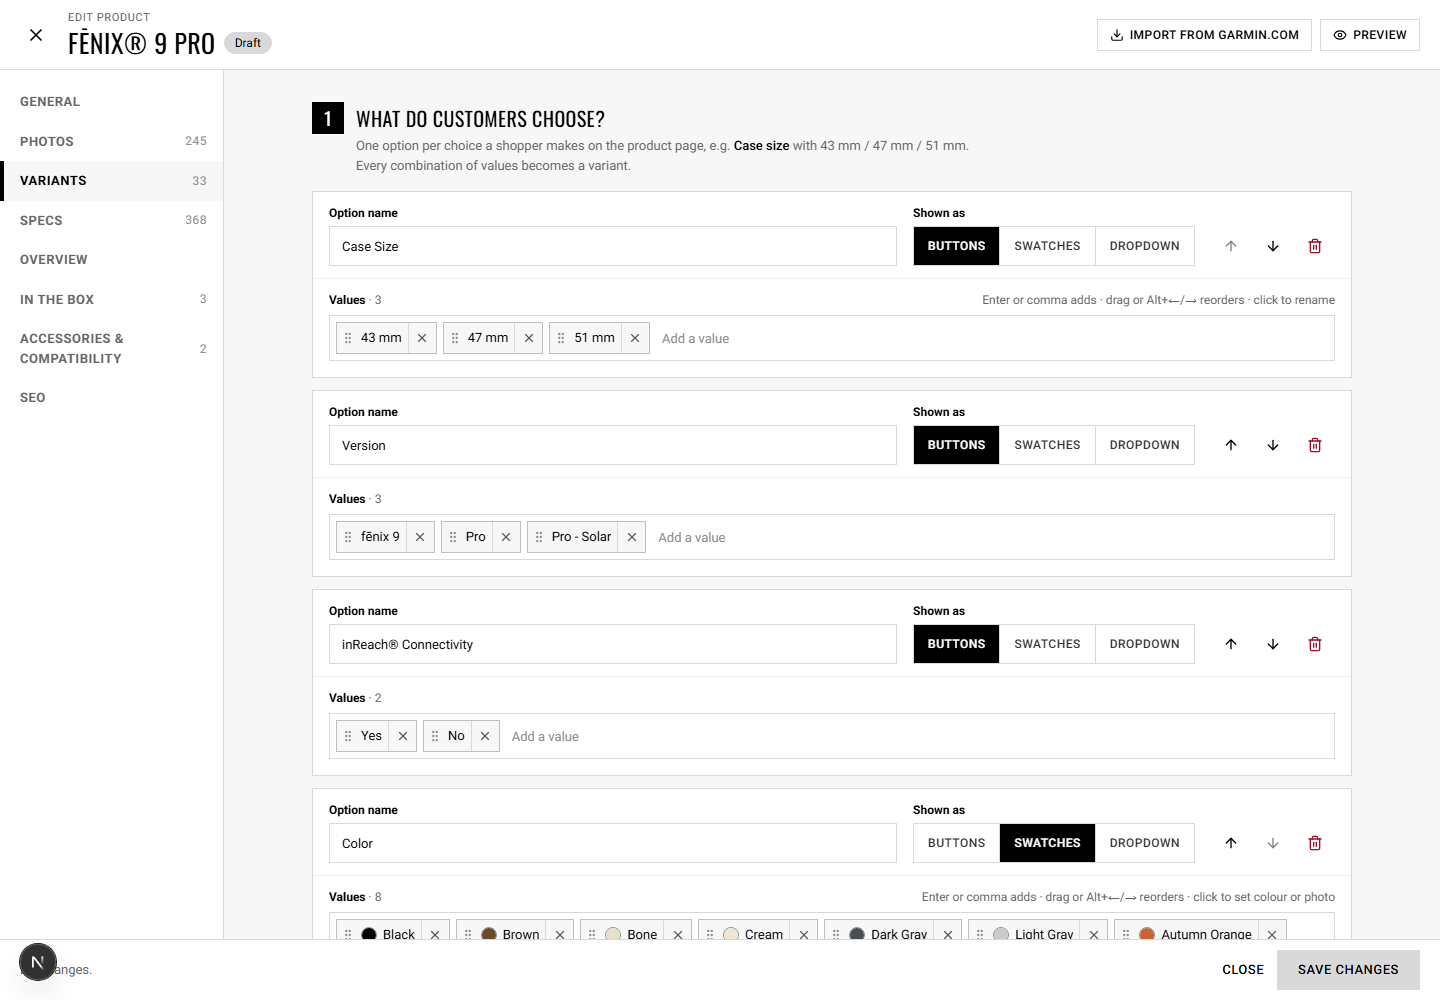 EDIT PRODUCT
FĒNIX® 9 PRO
Draft
IMPORT FROM GARMIN.COM
PREVIEW
GENERAL
PHOTOS 245
VARIANTS 33
SPECS 368
OVERVIEW
IN THE BOX 3
ACCESSORIES &
COMPATIBILITY 2
SEO
1 WHAT DO CUSTOMERS CHOOSE?
One option per choice a shopper makes on the product page, e.g. Case size with 43 mm / 47 mm / 51 mm.
Every combination of values becomes a variant.
Option name Shown as
Case Size BUTTONS SWATCHES DROPDOWN
Values · 3 Enter or comma adds · drag or Alt+←/→ reorders · click to rename
43 mm 47 mm 51 mm Add a value
Option name Shown as
Version BUTTONS SWATCHES DROPDOWN
Values · 3
fēnix 9 Pro Pro - Solar Add a value
Option name Shown as
inReach® Connectivity BUTTONS SWATCHES DROPDOWN
Values · 2
Yes No Add a value
Option name Shown as
Color BUTTONS SWATCHES DROPDOWN
Values · 8 Enter or comma adds · drag or Alt+←/→ reorders · click to set colour or photo
Black Brown Bone Cream Dark Gray Light Gray Autumn Orange
N
anges.
CLOSE
SAVE CHANGES